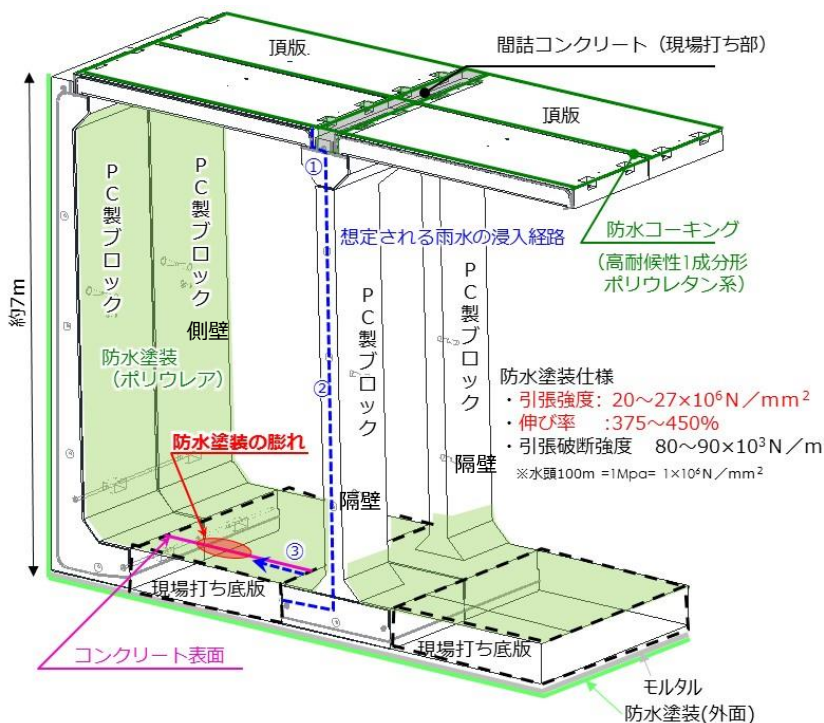 頂版.
間詰コンクリート（現場打ち部）
頂版
①
想定される雨水の浸入経路
防水コーキング
（高耐候性1成分形
ポリウレタン系）
約7m
PC製ブロック
PC製ブロック
側壁
防水塗装
（ポリウレア）
PC製ブロック
PC製ブロック
②
防水塗装仕様
・引張強度: 20～27×10⁶N／mm²
・伸び率　:375～450%
・引張破断強度　80～90×10³N／m
※水頭100m =1Mpa= 1×10⁶N／mm²
防水塗装の膨れ
隔壁
隔壁
③
現場打ち底版
現場打ち底版
コンクリート表面
モルタル
防水塗装(外面)